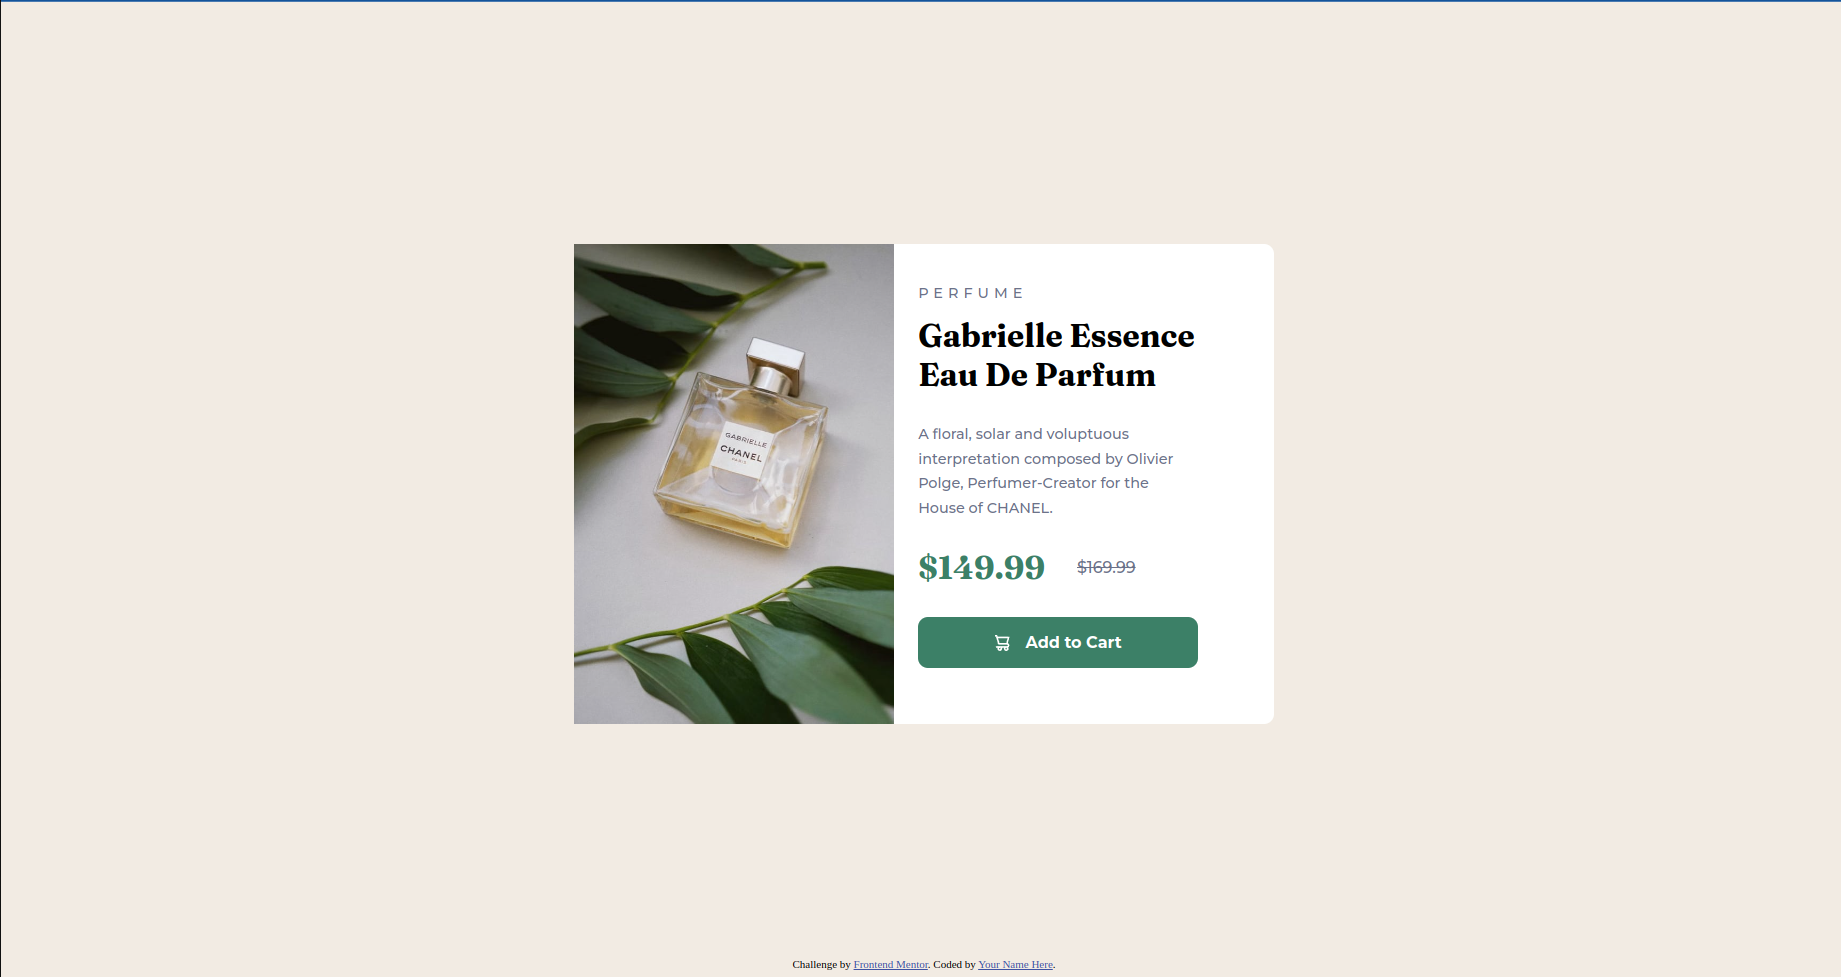 PERFUME
Gabrielle Essence
Eau De Parfum
A floral, solar and voluptuous
interpretation composed by Olivier
Polge, Perfumer-Creator for the
House of CHANEL.
$149.99 $169.99
Add to Cart
GABRIELLE
CHANEL
PARIS
Challenge by Frontend Mentor. Coded by Your Name Here.